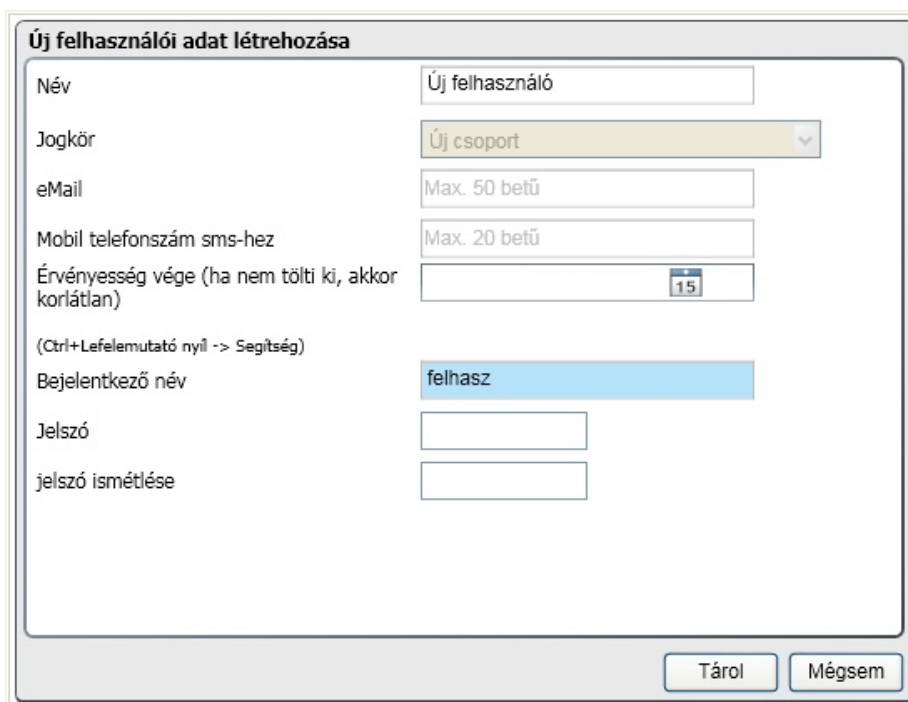 Új felhasználói adat létrehozása
Név
Új felhasználó
Jogkör
Új csoport
eMail
Max. 50 betű
Mobil telefonszám sms-hez
Max. 20 betű
Érvényesség vége (ha nem tölti ki, akkor
korlátlan)
15
(Ctrl+Lefelemutató nyíl -> Segítség)
Bejelentkező név
felhasz
Jelszó
jelszó ismétlése
Tárol
Mégsem